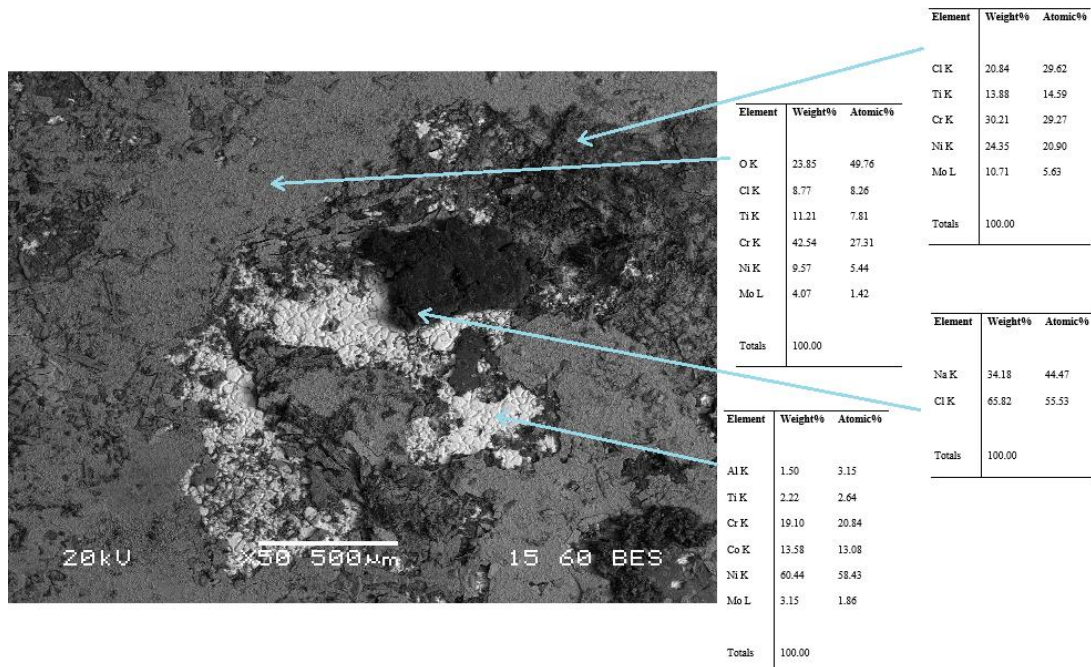 Element Weight% Atomic%
Cl K 20.84 29.62
Ti K 13.88 14.59
Cr K 30.21 29.27
Ni K 24.35 20.90
Mo L 10.71 5.63
Totals 100.00
Element Weight% Atomic%
O K 23.85 49.76
Cl K 8.77 8.26
Ti K 11.21 7.81
Cr K 42.54 27.31
Ni K 9.57 5.44
Mo L 4.07 1.42
Totals 100.00
Element Weight% Atomic%
Na K 34.18 44.47
Cl K 65.82 55.53
Totals 100.00
Element Weight% Atomic%
Al K 1.50 3.15
Ti K 2.22 2.64
Cr K 19.10 20.84
Co K 13.58 13.08
Ni K 60.44 58.43
Mo L 3.15 1.86
Totals 100.00
20kV X50 500µm 15 60 BES